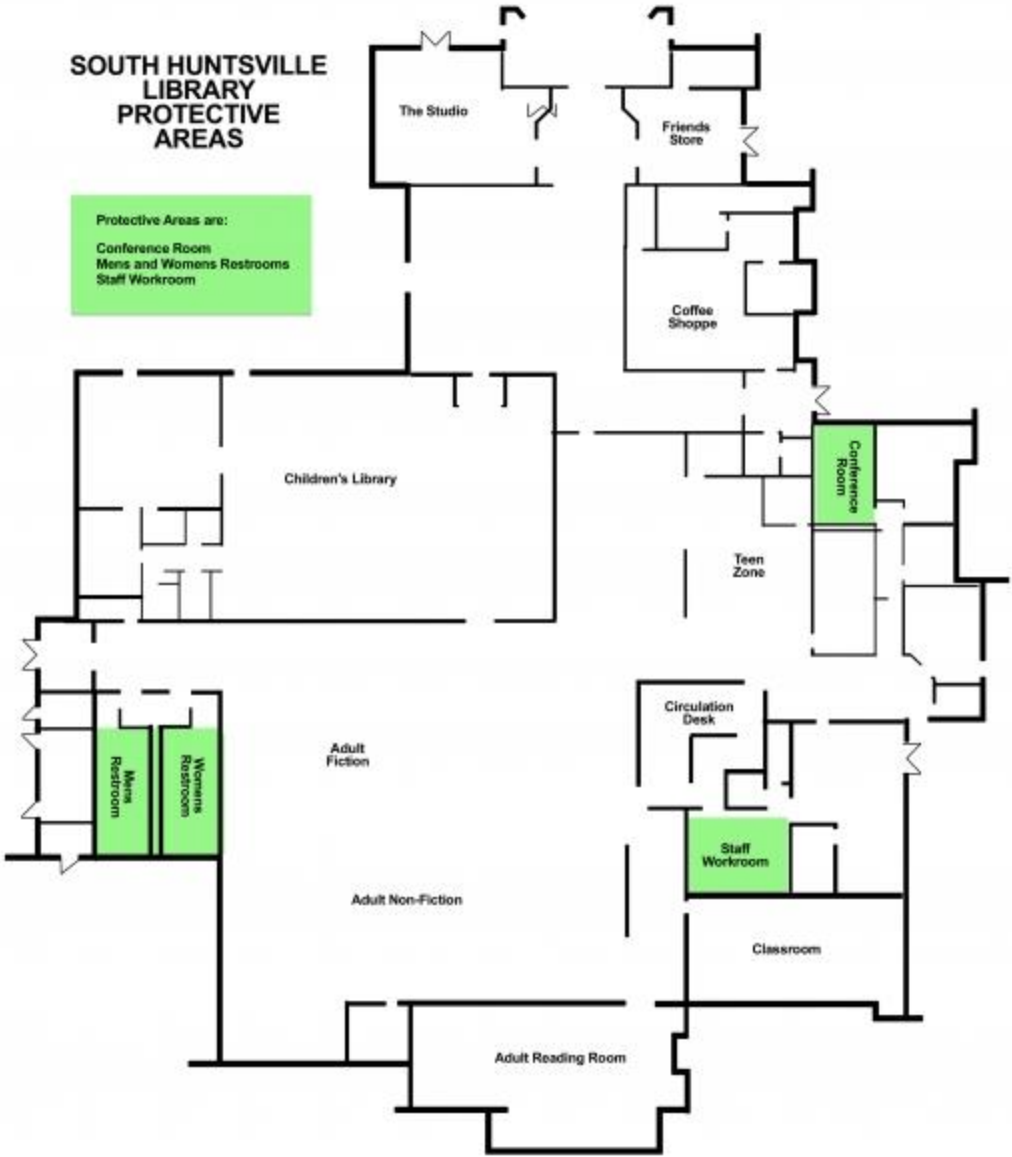 SOUTH HUNTSVILLE
LIBRARY
PROTECTIVE
AREAS
The Studio
Friends
Store
Protective Areas are:
Conference Room
Mens and Womens Restrooms
Staff Workroom
Coffee
Shoppe
Children's Library
Conference
Room
Teen
Zone
Circulation
Desk
Adult
Fiction
Mens
Restroom
Womens
Restroom
Staff
Workroom
Adult Non-Fiction
Classroom
Adult Reading Room